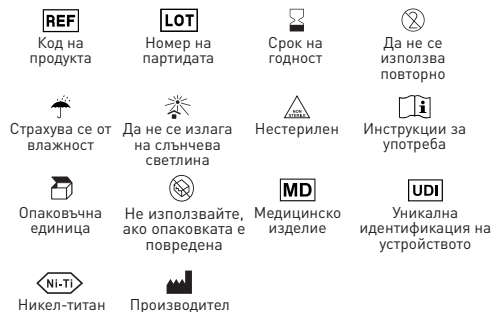 REF
Код на
продукта
LOT
Номер на
партидата
Срок на
годност
2
Да не се
използва
повторно
Страхува се от
влажност
Да не се излага
на слънчева
светлина
NON
STERILE
Нестерилен
i
Инструкции за
употреба
Опаковъчна
единица
Не използвайте,
ако опаковката е
повредена
MD
Медицинско
изделие
UDI
Уникална
идентификация на
устройството
Ni-Ti
Никел-титан
Производител